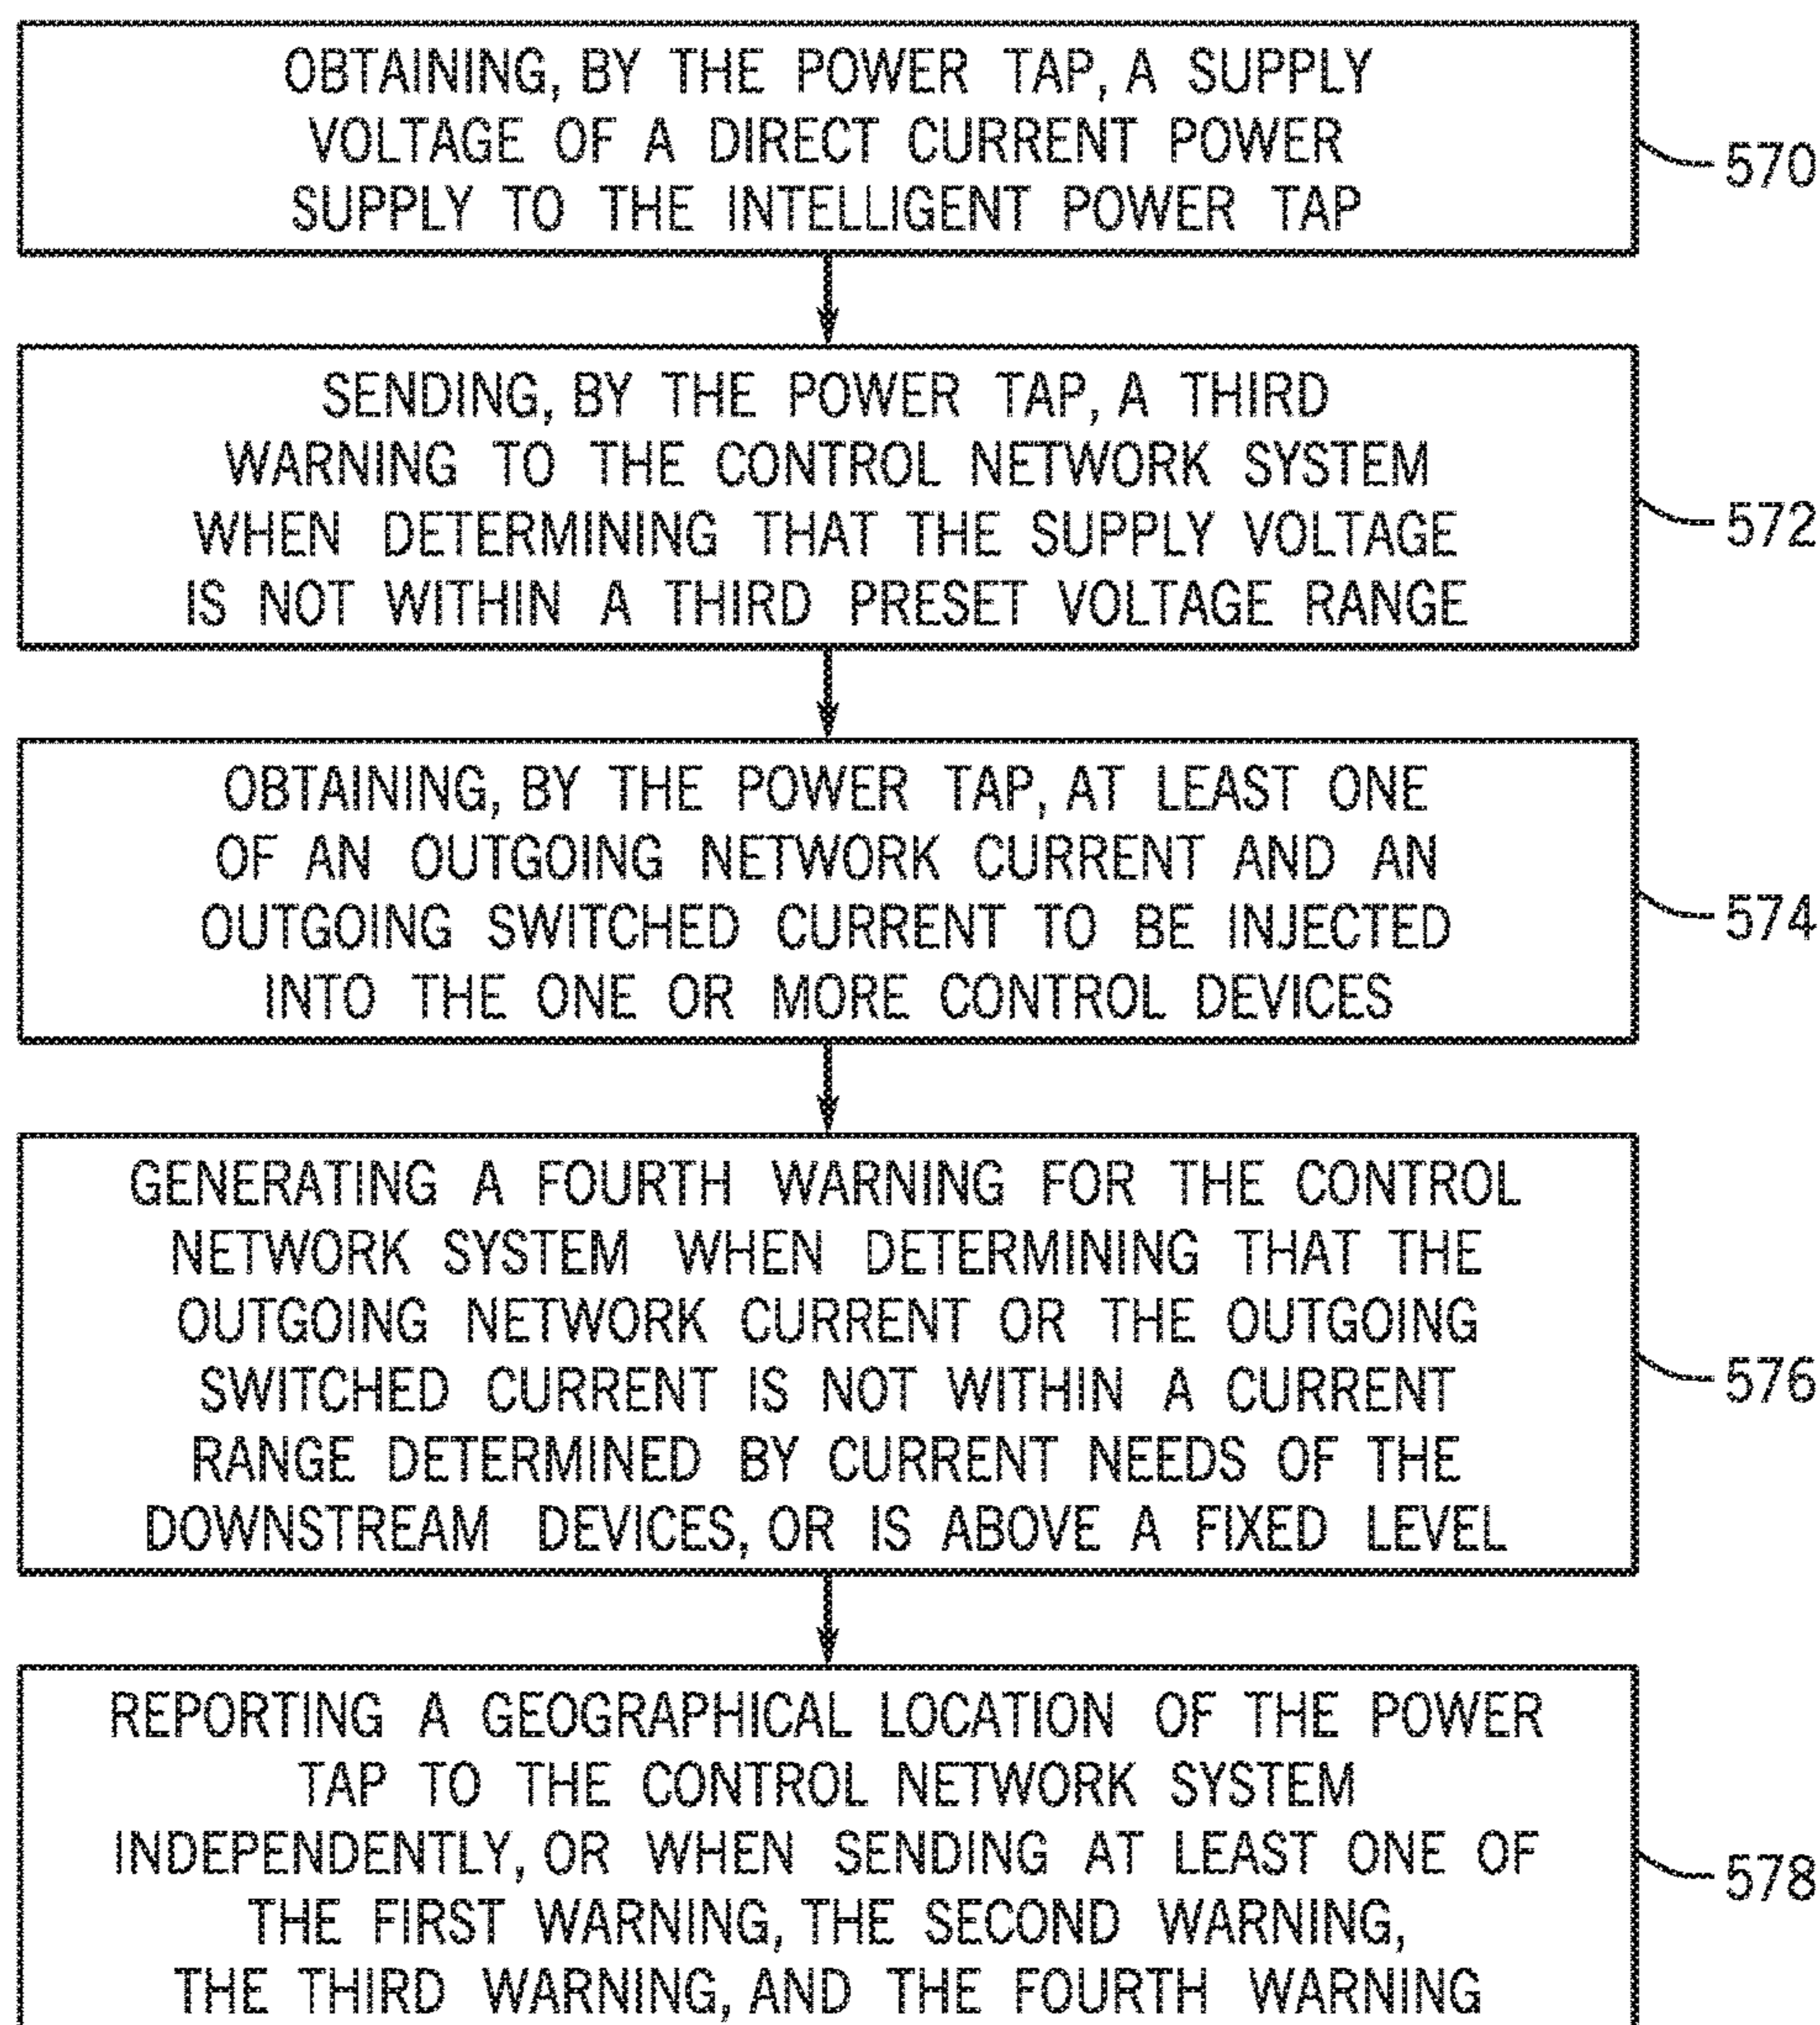 OBTAINING, BY THE POWER TAP, A SUPPLY
VOLTAGE OF A DIRECT CURRENT POWER
SUPPLY TO THE INTELLIGENT POWER TAP
570
SENDING, BY THE POWER TAP, A THIRD
WARNING TO THE CONTROL NETWORK SYSTEM
WHEN DETERMINING THAT THE SUPPLY VOLTAGE
IS NOT WITHIN A THIRD PRESET VOLTAGE RANGE
572
OBTAINING, BY THE POWER TAP, AT LEAST ONE
OF AN OUTGOING NETWORK CURRENT AND AN
OUTGOING SWITCHED CURRENT TO BE INJECTED
INTO THE ONE OR MORE CONTROL DEVICES
574
GENERATING A FOURTH WARNING FOR THE CONTROL
NETWORK SYSTEM WHEN DETERMINING THAT THE
OUTGOING NETWORK CURRENT OR THE OUTGOING
SWITCHED CURRENT IS NOT WITHIN A CURRENT
RANGE DETERMINED BY CURRENT NEEDS OF THE
DOWNSTREAM DEVICES, OR IS ABOVE A FIXED LEVEL
576
REPORTING A GEOGRAPHICAL LOCATION OF THE POWER
TAP TO THE CONTROL NETWORK SYSTEM
INDEPENDENTLY, OR WHEN SENDING AT LEAST ONE OF
THE FIRST WARNING, THE SECOND WARNING,
THE THIRD WARNING, AND THE FOURTH WARNING
578